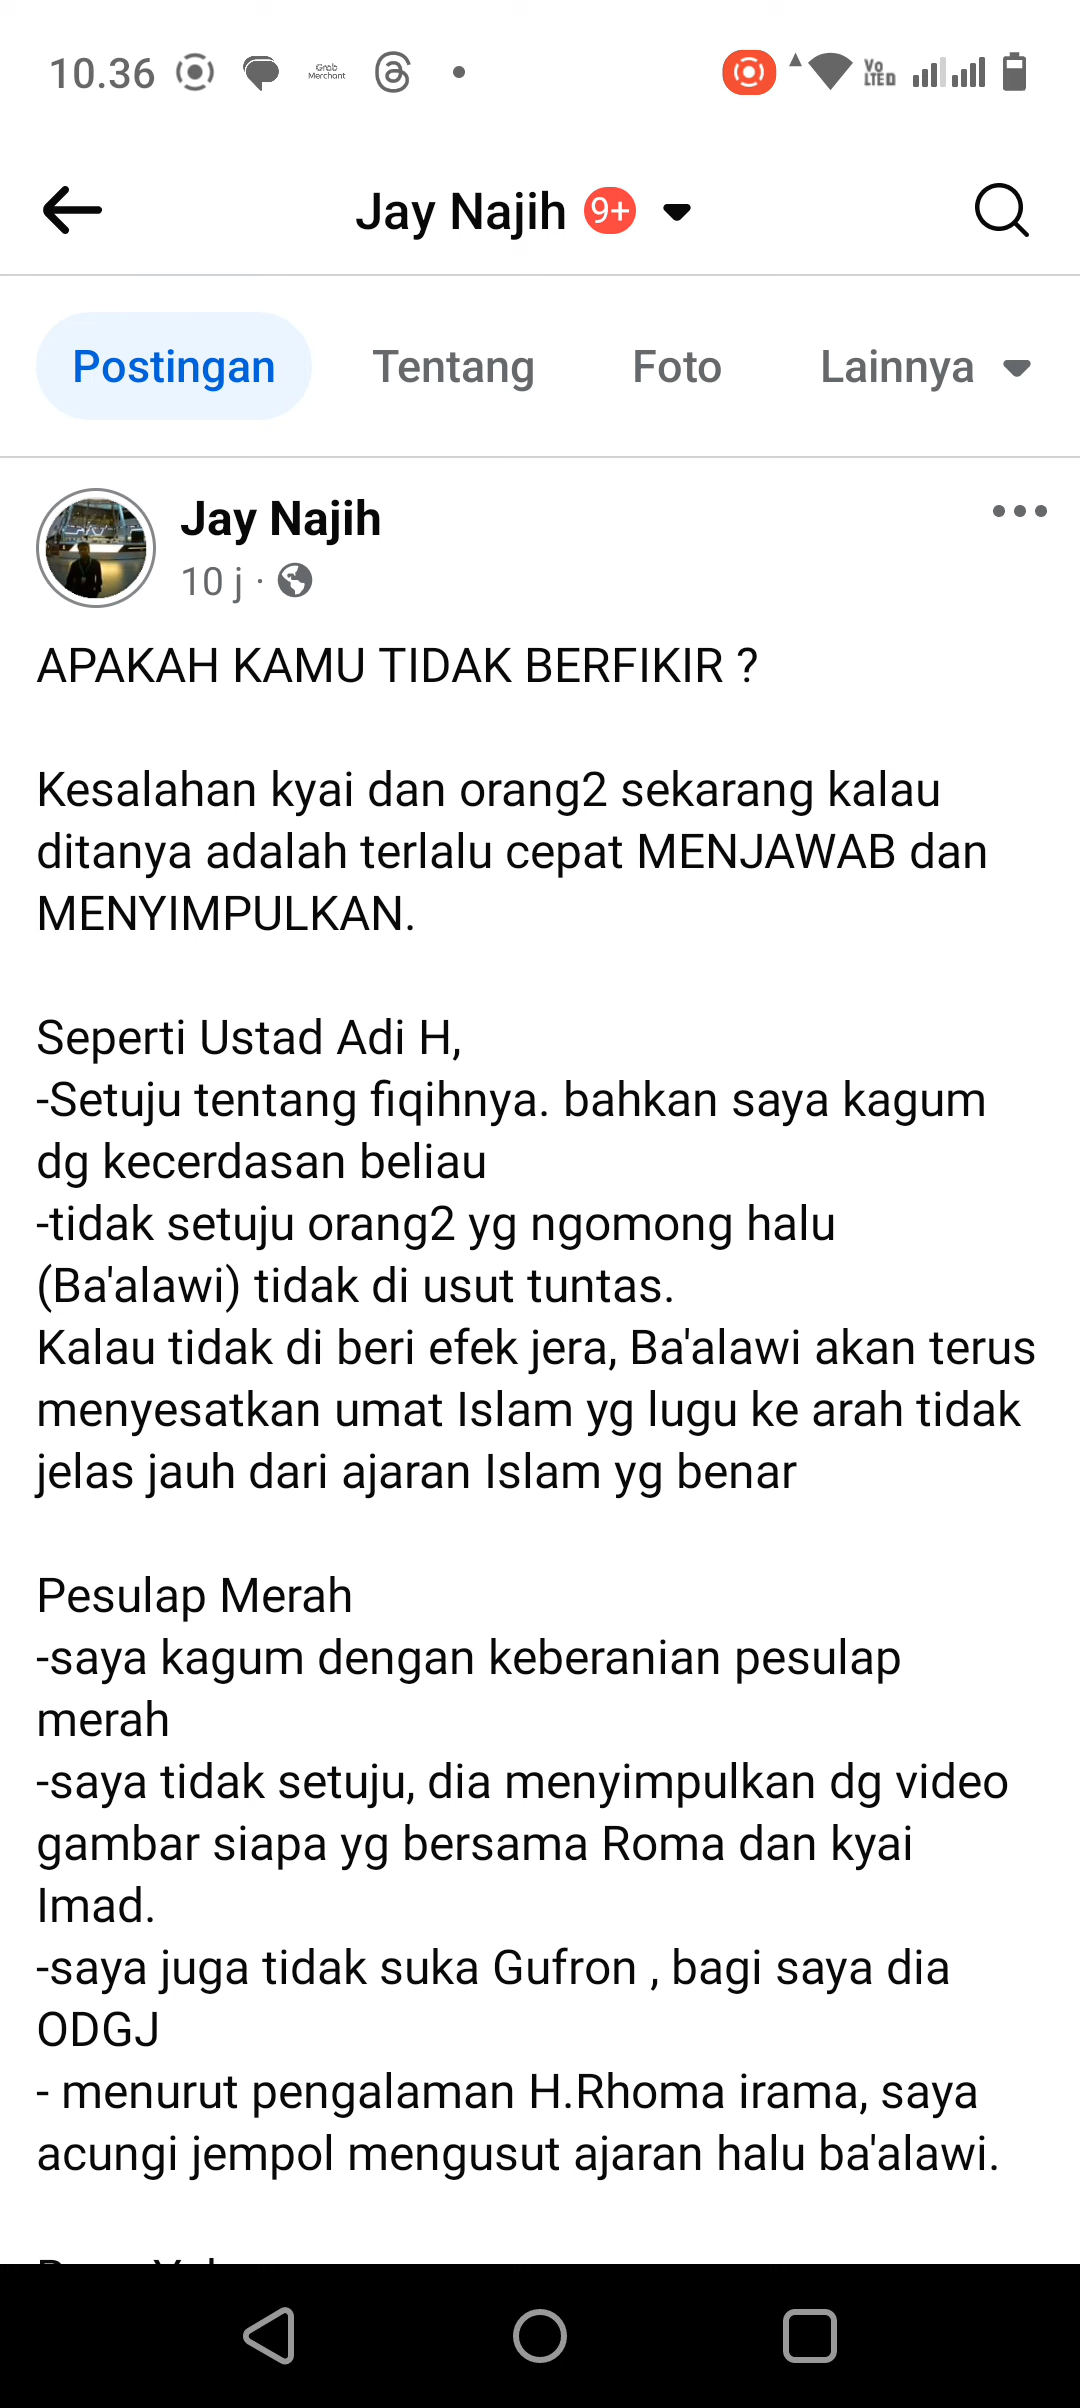 10.36
Grab
Merchant
Vo
LTED
Jay Najih 9+
Postingan Tentang Foto Lainnya
Jay Najih
10 j ·
APAKAH KAMU TIDAK BERFIKIR ?
Kesalahan kyai dan orang2 sekarang kalau
ditanya adalah terlalu cepat MENJAWAB dan
MENYIMPULKAN.
Seperti Ustad Adi H,
-Setuju tentang fiqihnya. bahkan saya kagum
dg kecerdasan beliau
-tidak setuju orang2 yg ngomong halu
(Ba'alawi) tidak di usut tuntas.
Kalau tidak di beri efek jera, Ba'alawi akan terus
menyesatkan umat Islam yg lugu ke arah tidak
jelas jauh dari ajaran Islam yg benar
Pesulap Merah
-saya kagum dengan keberanian pesulap
merah
-saya tidak setuju, dia menyimpulkan dg video
gambar siapa yg bersama Roma dan kyai
Imad.
-saya juga tidak suka Gufron , bagi saya dia
ODGJ
- menurut pengalaman H.Rhoma irama, saya
acungi jempol mengusut ajaran halu ba'alawi.